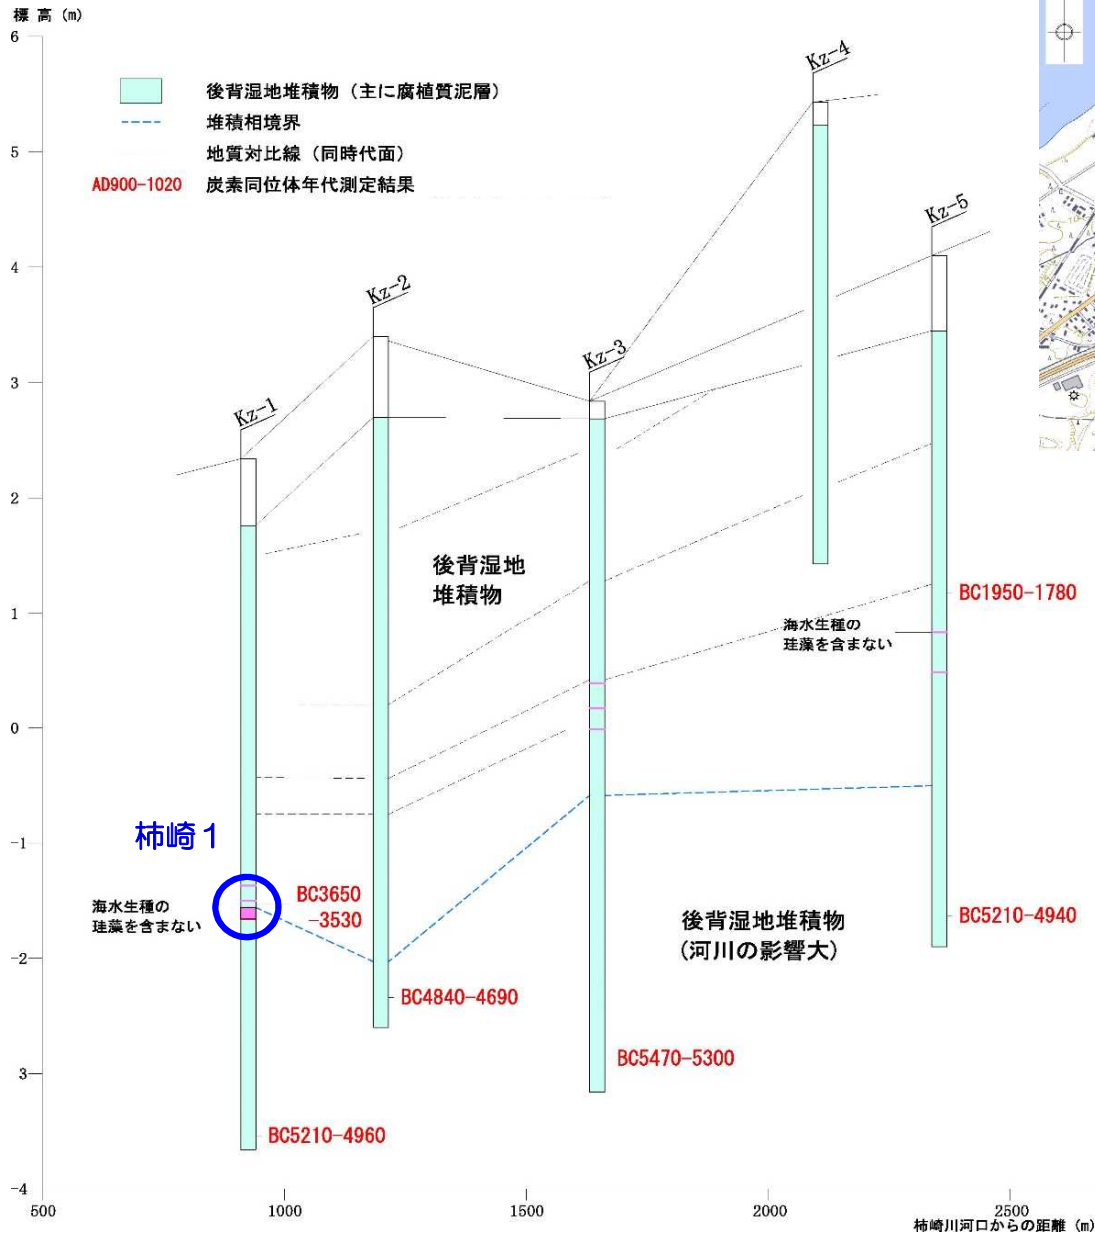 標 高 (m)
6
5
4
3
2
1
0
-1
-2
3
-4
後背湿地堆積物 (主に腐植質泥層)
堆積相境界
地質対比線 (同時代面)
AD900-1020 炭素同位体年代測定結果
Kz-1
Kz-2
Kz-3
Kz-4
Kz-5
後背湿地
堆積物
BC1950-1780
海水生種の
珪藻を含まない
柿崎1
海水生種の
珪藻を含まない
BC3650
-3530
後背湿地堆積物
(河川の影響大)
BC5210-4940
BC4840-4690
BC5470-5300
BC5210-4960
500
1000
1500
2000
2500
柿崎川河口からの距離 (m)